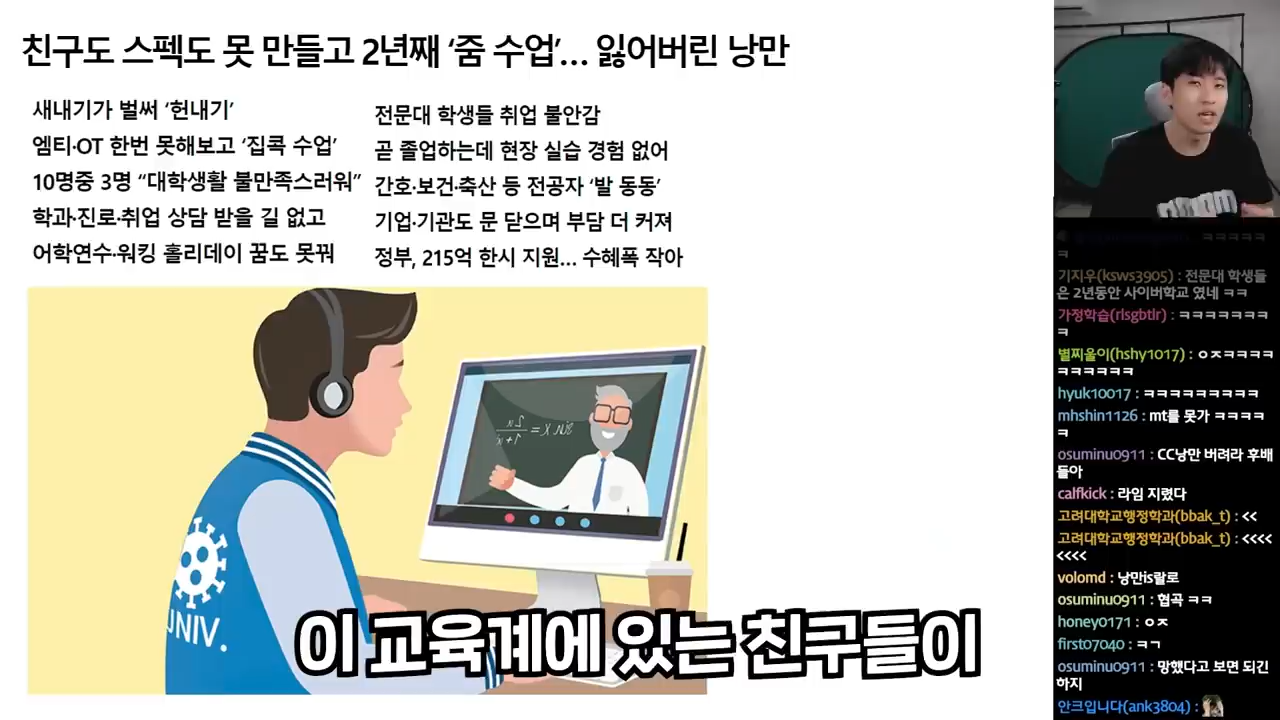 친구도 스펙도 못 만들고 2년째 ‘줌 수업’… 잃어버린 낭만
새내기가 벌써 ‘헌내기’
엠티·OT 한번 못해보고 ‘집콕 수업’
10명중 3명 “대학생활 불만족스러워”
학과·진로·취업 상담 받을 길 없고
어학연수·워킹 홀리데이 꿈도 못꿔
전문대 학생들 취업 불안감
곧 졸업하는데 현장 실습 경험 없어
간호·보건·축산 등 전공자 ‘발 동동’
기업·기관도 문 닫으며 부담 더 커져
정부, 215억 한시 지원… 수혜폭 작아
UNIV.
이 교육계에 있는 친구들이
ㅋ
기지우(ksws3905) : 전문대 학생들
은 2년동안 사이버학교 였네 ㅋㅋ
가정학습(rlsgbtlr) : ㅋㅋㅋㅋㅋㅋㅋ
ㅋ
별찌울이(hshy1017) : ㅇㅈㅋㅋㅋㅋ
ㅋㅋㅋㅋㅋㅋ
hyuk10017 : ㅋㅋㅋㅋㅋㅋㅋㅋㅋ
mhshin1126 : mt를 못가 ㅋㅋㅋㅋ
ㅋ
osuminu0911 : CC낭만 버려라 후배
들아
calfkick : 라임 지렸다
고려대학교행정학과(bbak_t) : <<
고려대학교행정학과(bbak_t) : <<<<
<<<<
volomd : 낭만is랄로
osuminu0911 : 협곡 ㅋㅋ
honey0171 : ㅇㅈ
first07040 : ㅋㄱ
osuminu0911 : 망했다고 보면 되긴
하지
안크입니다(ank3804) :